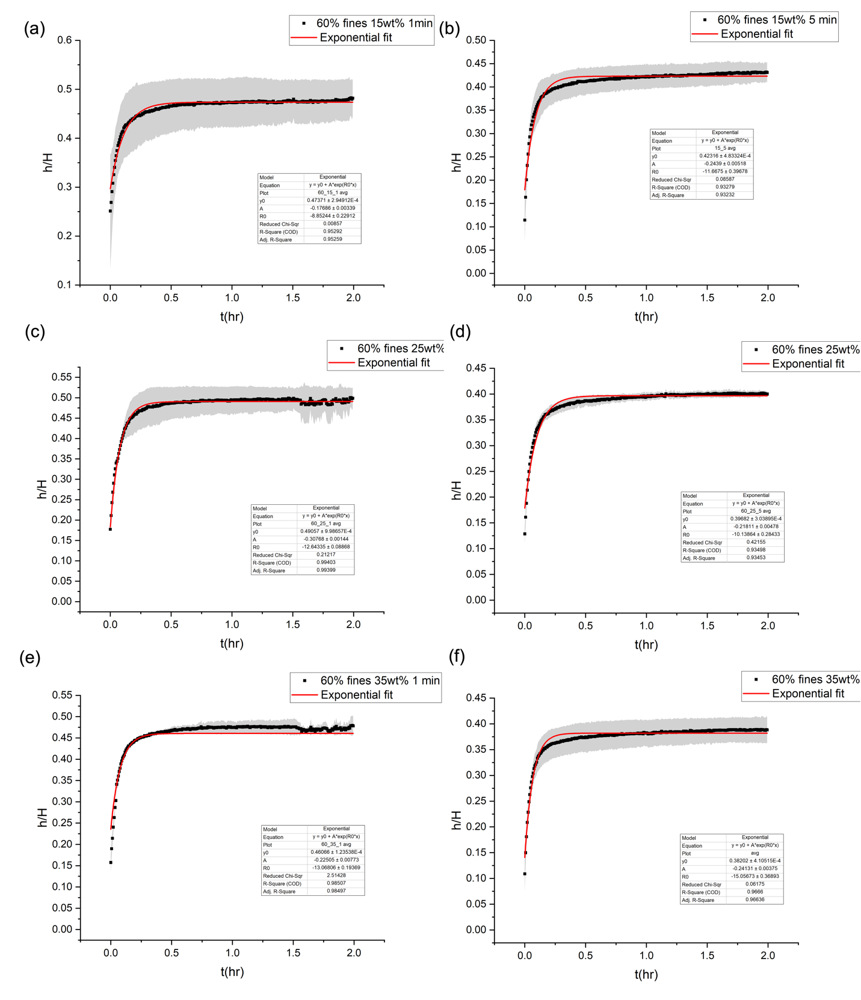 (a)
60% fines 15wt% 1min
Exponential fit
0.6
0.5
0.4
0.3
0.2
0.1
h/H
Model Exponential
Equation y = y0 + A*exp(R0*x)
Plot 60_15_1 avg
y0 0.47371 ± 2.94912E-4
A -0.17686 ± 0.00339
R0 -8.85244 ± 0.22912
Reduced Chi-Sqr 0.00857
R-Square (COD) 0.95292
Adj. R-Square 0.95259
0.0 0.5 1.0 1.5 2.0
t(hr)
(b)
60% fines 15wt% 5 min
Exponential fit
0.50
0.45
0.40
0.35
0.30
0.25
0.20
0.15
0.10
0.05
0.00
h/H
Model Exponential
Equation y = y0 + A*exp(R0*x)
Plot 15_5 avg
y0 0.42316 ± 4.83324E-4
A -0.2439 ± 0.00518
R0 -11.6675 ± 0.39678
Reduced Chi-Sqr 0.08587
R-Square (COD) 0.93279
Adj. R-Square 0.93232
0.0 0.5 1.0 1.5 2.0
t(hr)
(c)
60% fines 25wt%
Exponential fit
0.55
0.50
0.45
0.40
0.35
0.30
0.25
0.20
0.15
0.10
0.05
0.00
h/H
Model Exponential
Equation y = y0 + A*exp(R0*x)
Plot 60_25_1 avg
y0 0.49057 ± 9.98657E-4
A -0.30768 ± 0.00144
R0 -12.64335 ± 0.08868
Reduced Chi-Sqr 0.21217
R-Square (COD) 0.99403
Adj. R-Square 0.99399
0.0 0.5 1.0 1.5 2.0
t(hr)
(d)
60% fines 25wt%
Exponential fit
0.45
0.40
0.35
0.30
0.25
0.20
0.15
0.10
0.05
0.00
h/H
Model Exponential
Equation y = y0 + A*exp(R0*x)
Plot 60_25_5 avg
y0 0.39682 ± 3.03895E-4
A -0.21811 ± 0.00478
R0 -10.13864 ± 0.28433
Reduced Chi-Sqr 0.42155
R-Square (COD) 0.93498
Adj. R-Square 0.93453
0.0 0.5 1.0 1.5 2.0
t(hr)
(e)
60% fines 35wt% 1 min
Exponential fit
0.55
0.50
0.45
0.40
0.35
0.30
0.25
0.20
0.15
0.10
0.05
0.00
h/H
Model Exponential
Equation y = y0 + A*exp(R0*x)
Plot 60_35_1 avg
y0 0.46066 ± 1.23538E-4
A -0.22505 ± 0.00773
R0 -13.06806 ± 0.19369
Reduced Chi-Sqr 2.51428
R-Square (COD) 0.98507
Adj. R-Square 0.98497
0.0 0.5 1.0 1.5 2.0
t(hr)
(f)
60% fines 35wt%
Exponential fit
0.45
0.40
0.35
0.30
0.25
0.20
0.15
0.10
0.05
0.00
h/H
Model Exponential
Equation y = y0 + A*exp(R0*x)
Plot avg
y0 0.38202 ± 4.10515E-4
A -0.24131 ± 0.00375
R0 -15.05673 ± 0.36893
Reduced Chi-Sqr 0.06175
R-Square (COD) 0.9666
Adj. R-Square 0.96636
0.0 0.5 1.0 1.5 2.0
t(hr)